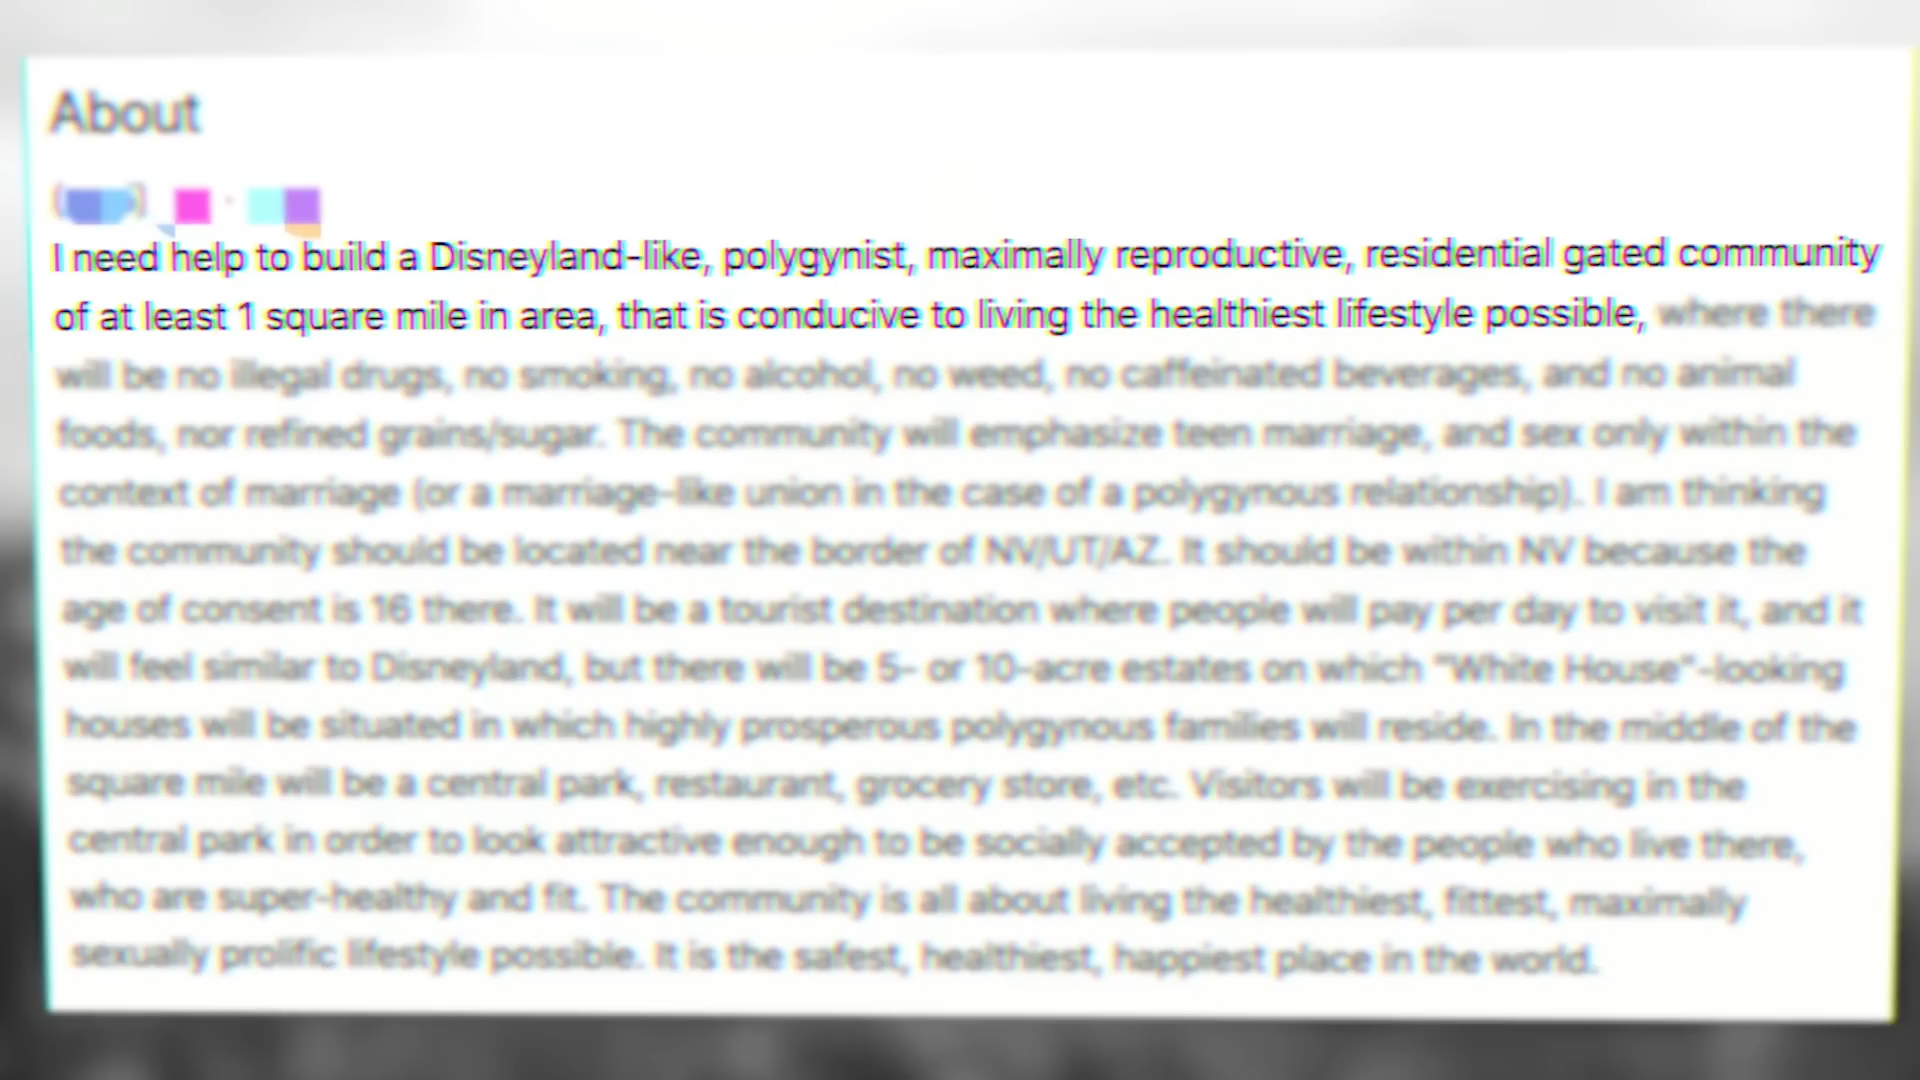 About
I need help to build a Disneyland-like, polygynist, maximally reproductive, residential gated community
of at least 1 square mile in area, that is conducive to living the healthiest lifestyle possible, where there
will be no illegal drugs, no smoking, no alcohol, no weed, no caffeinated beverages, and no animal
foods, nor refined grains/sugar. The community will emphasize teen marriage, and sex only within the
context of marriage (or a marriage-like union in the case of a polygynous relationship). I am thinking
the community should be located near the border of NV/UT/AZ. It should be within NV because the
age of consent is 16 there. It will be a tourist destination where people will pay per day to visit it, and it
will feel similar to Disneyland, but there will be 5- or 10-acre estates on which "White House"-looking
houses will be situated in which highly prosperous polygynous families will reside. In the middle of the
square mile will be a central park, restaurant, grocery store, etc. Visitors will be exercising in the
central park in order to look attractive enough to be socially accepted by the people who live there,
who are super-healthy and fit. The community is all about living the healthiest, fittest, maximally
sexually prolific lifestyle possible. It is the safest, healthiest, happiest place in the world.